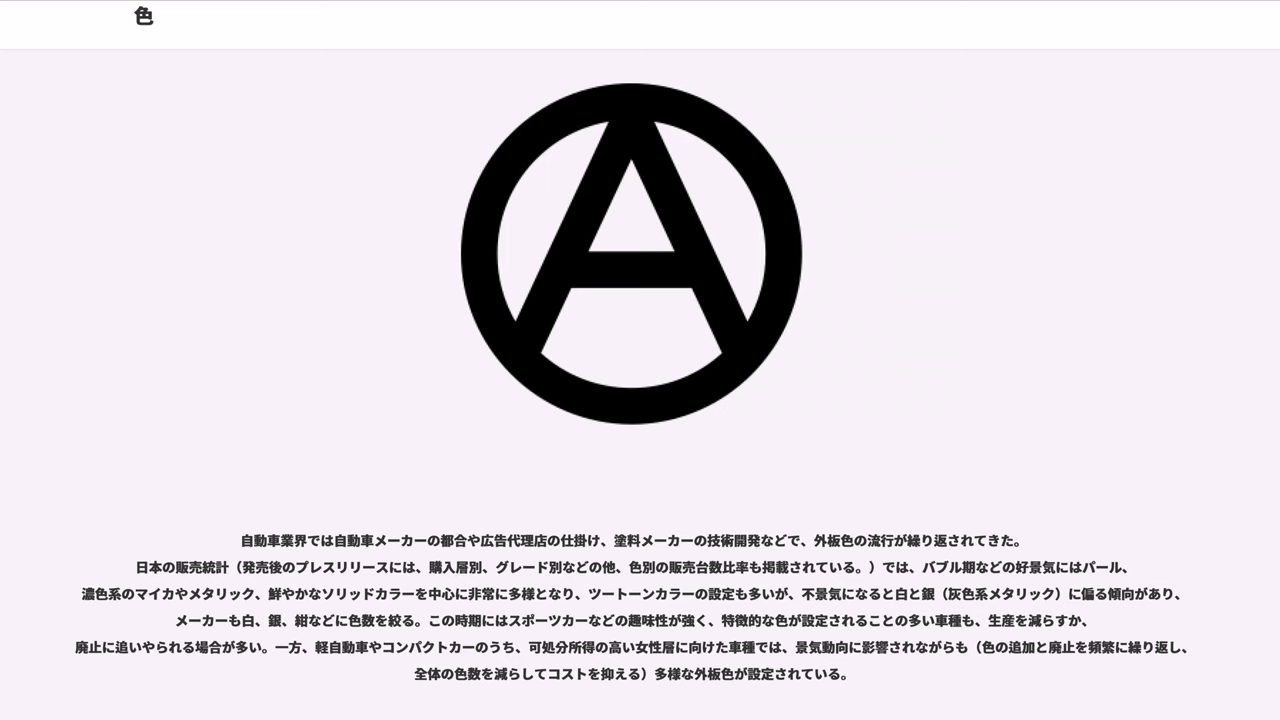 色
A
自動車業界では自動車メーカーの都合や広告代理店の仕掛け、塗料メーカーの技術開発などで、外板色の流行が繰り返されてきた。
日本の販売統計（発売後のプレスリリースには、購入層別、グレード別などの他、色別の販売台数比率も掲載されている。）では、バブル期などの好景気にはパール、
濃色系のマイカやメタリック、鮮やかなソリッドカラーを中心に非常に多様となり、ツートーンカラーの設定も多いが、不景気になると白と銀（灰色系メタリック）に偏る傾向があり、
メーカーも白、銀、紺などに色数を絞る。この時期にはスポーツカーなどの趣味性が強く、特徴的な色が設定されることの多い車種も、生産を減らすか、
廃止に追いやられる場合が多い。一方、軽自動車やコンパクトカーのうち、可処分所得の高い女性層に向けた車種では、景気動向に影響されながらも（色の追加と廃止を頻繁に繰り返し、
全体の色数を減らしてコストを抑える）多様な外板色が設定されている。